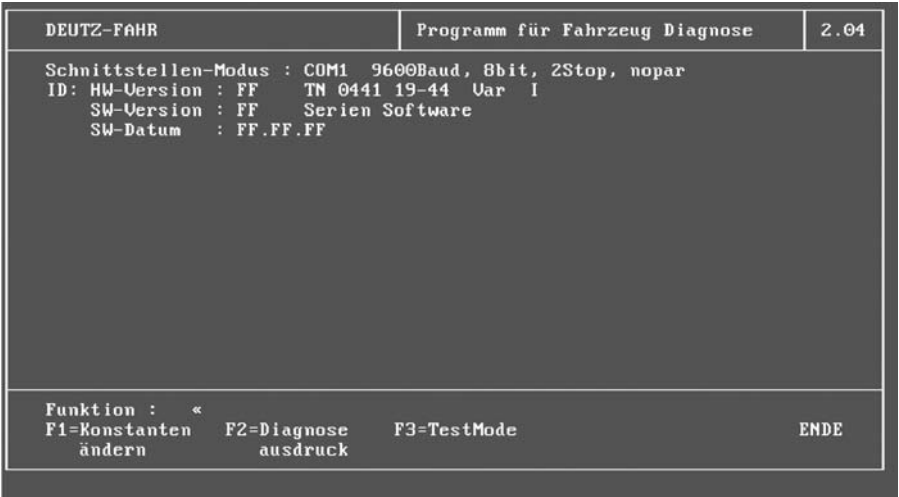 DEUTZ-FAHR Programm für Fahrzeug Diagnose 2.04
Schnittstellen-Modus : COM1 9600Baud, 8bit, 2Stop, nopar
ID: HW-Version : FF TN 0441 19-44 Var I
SW-Version : FF Serien Software
SW-Datum : FF.FF.FF
Funktion : «
F1=Konstanten F2=Diagnose F3=TestMode ENDE
ändern ausdruck